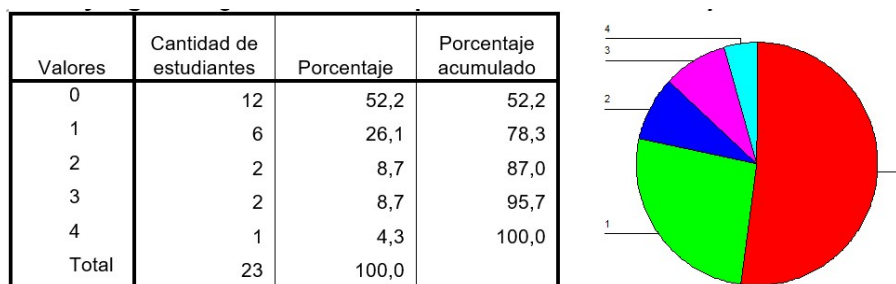 Valores Cantidad de estudiantes Porcentaje Porcentaje acumulado
0 12 52,2 52,2
1 6 26,1 78,3
2 2 8,7 87,0
3 2 8,7 95,7
4 1 4,3 100,0
Total 23 100,0
4
3
2
1